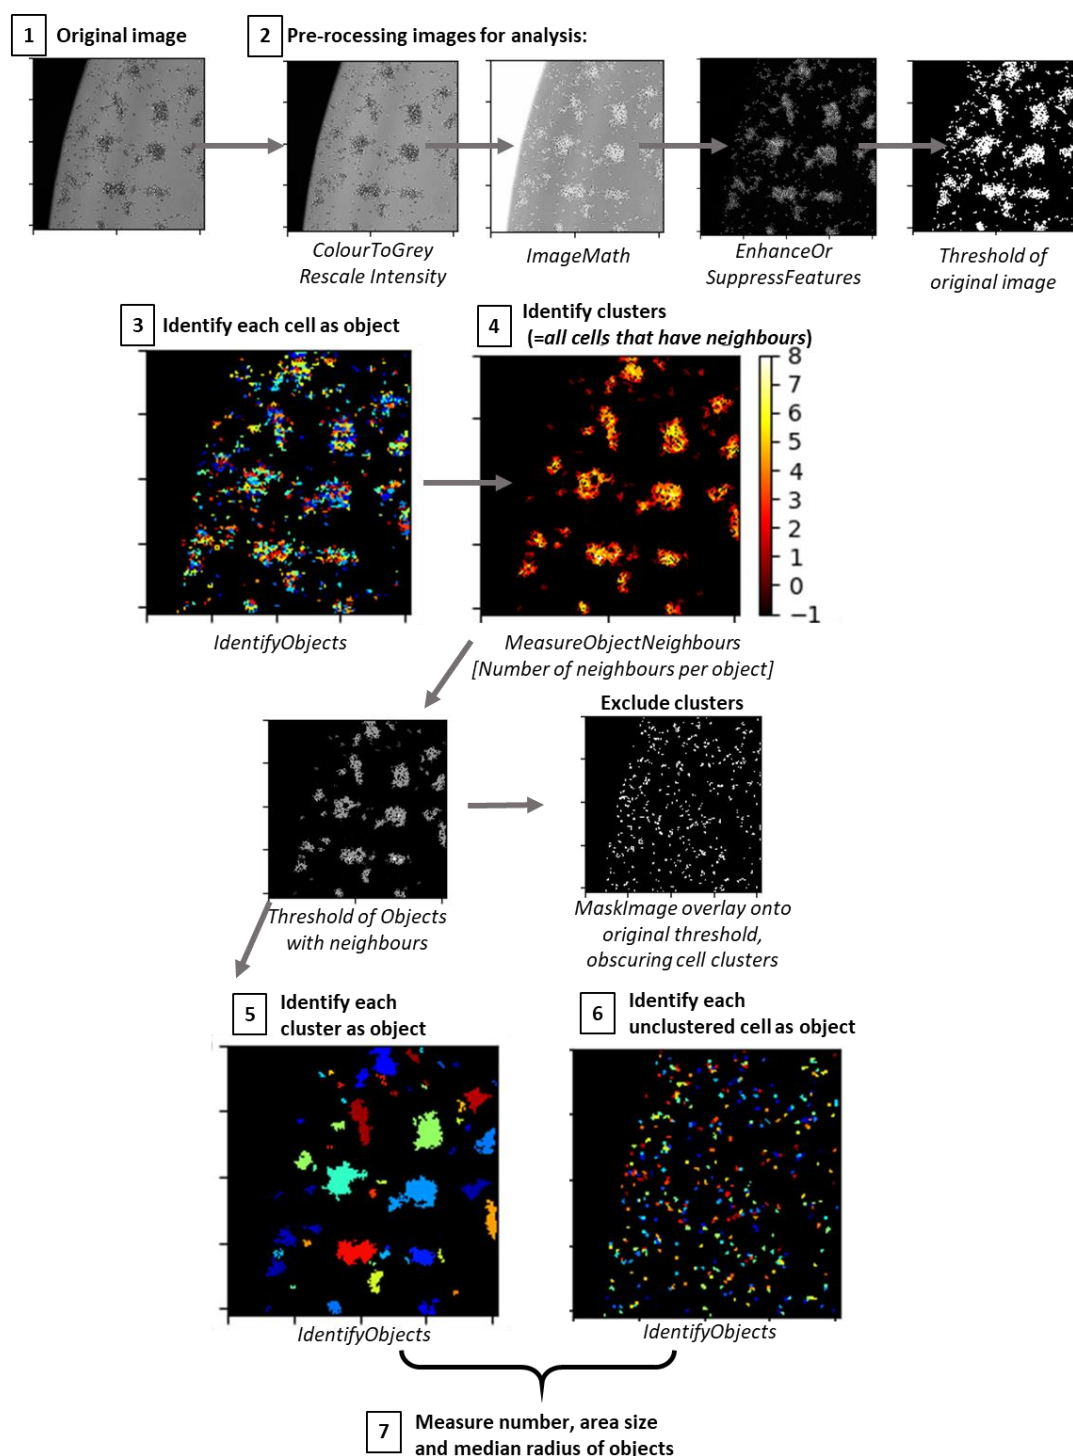 1 Original image
2 Pre-rocessing images for analysis:
ColourToGrey
Rescale Intensity
ImageMath
EnhanceOr
SuppressFeatures
Threshold of
original image
3 Identify each cell as object
4 Identify clusters
(=all cells that have neighbours)
8
7
6
5
4
3
2
1
0
−1
IdentifyObjects
MeasureObjectNeighbours
[Number of neighbours per object]
Exclude clusters
Threshold of Objects
with neighbours
MaskImage overlay onto
original threshold,
obscuring cell clusters
5 Identify each
cluster as object
6 Identify each
unclustered cell as object
IdentifyObjects
IdentifyObjects
7 Measure number, area size
and median radius of objects